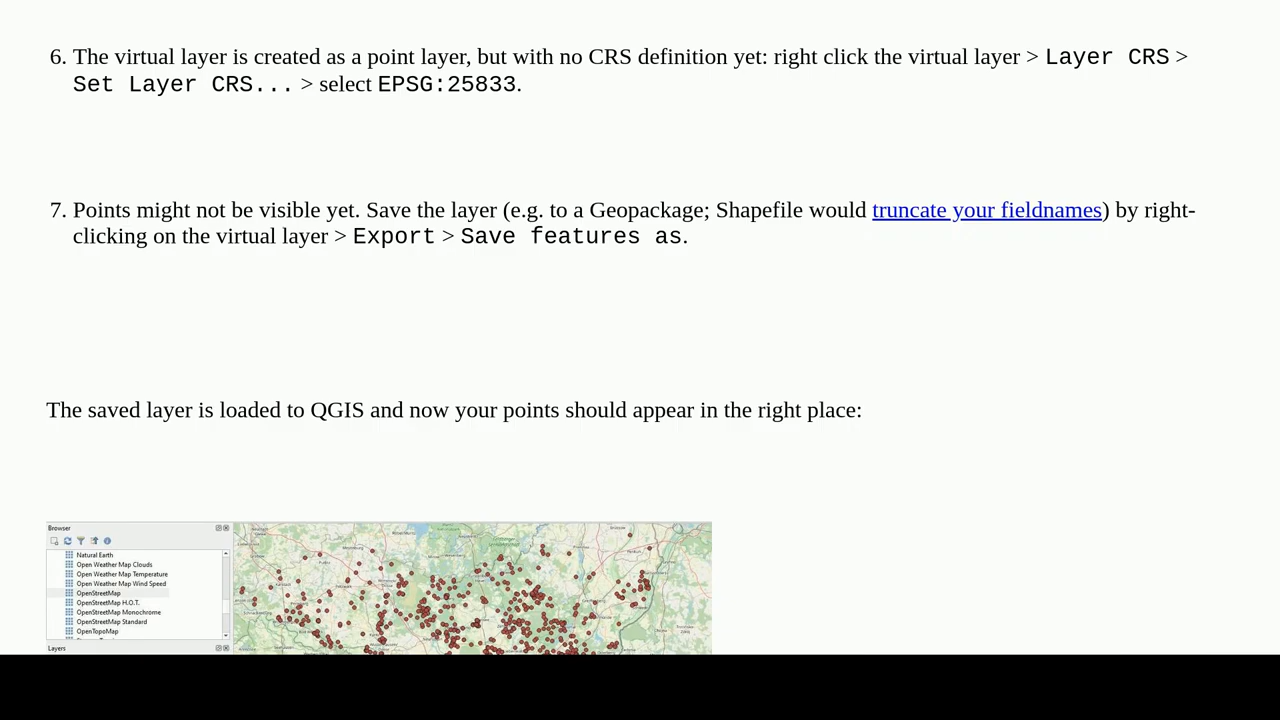 6. The virtual layer is created as a point layer, but with no CRS definition yet: right click the virtual layer > Layer CRS >
Set Layer CRS... > select EPSG:25833.
7. Points might not be visible yet. Save the layer (e.g. to a Geopackage; Shapefile would truncate your fieldnames) by right-
clicking on the virtual layer > Export > Save features as.
The saved layer is loaded to QGIS and now your points should appear in the right place:
Browser
Natural Earth
Open Weather Map Clouds
Open Weather Map Temperature
Open Weather Map Wind Speed
OpenStreetMap
OpenStreetMap H.O.T.
OpenStreetMap Monochrome
OpenStreetMap Standard
OpenTopoMap
Layers